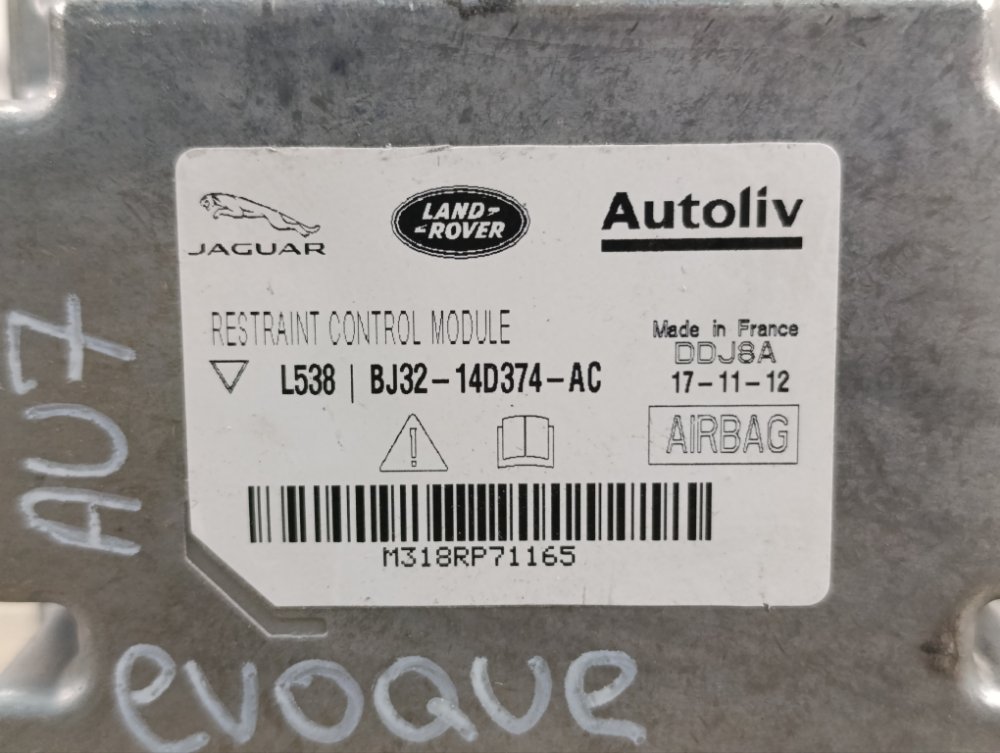 JAGUAR
LAND-
-ROVER
Autoliv
RESTRAINT CONTROL MODULE
L538 | BJ32-14D374-AC
Made in France
DDJ8A
17-11-12
AIRBAG
M318RP71165
AU7
evoque